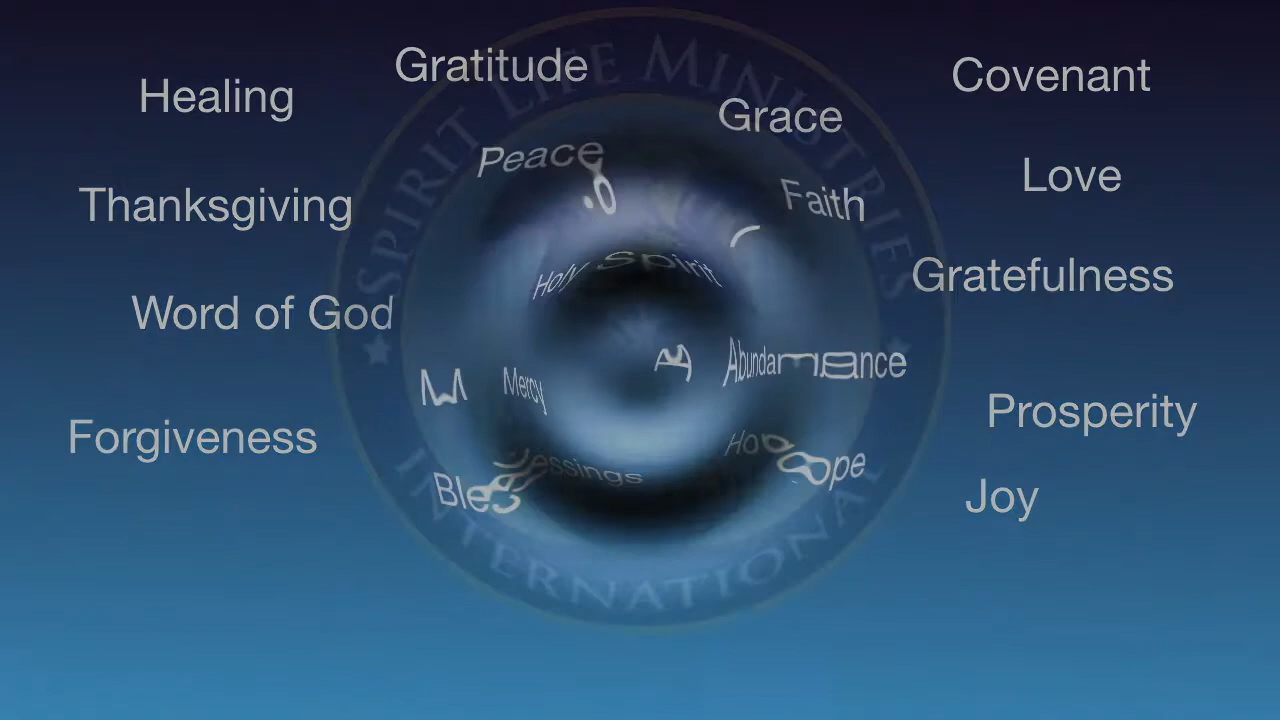 SPIRIT LIFE MINISTRIES
Gratitude
Covenant
Healing
Grace
Peace
Love
Faith
Thanksgiving
Holy Spirit
Gratefulness
Word of God
Mercy
Prosperity
Forgiveness
Joy
INTERNATIONAL